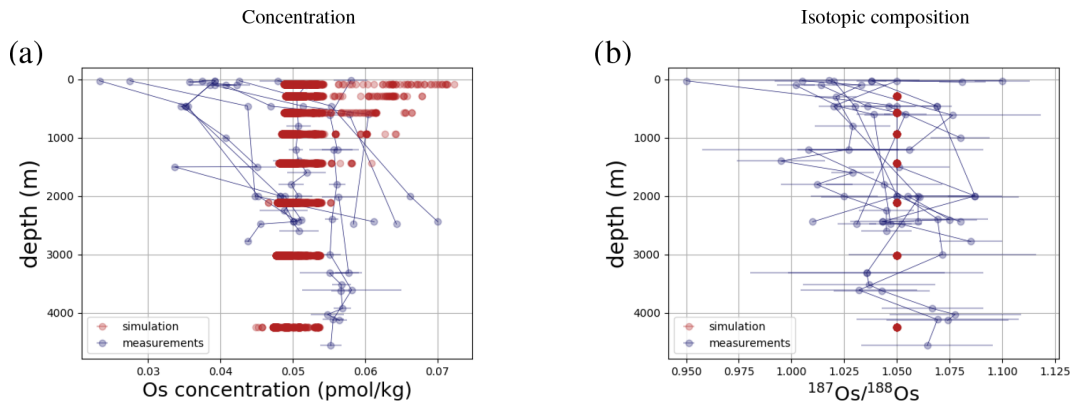 Concentration
Isotopic composition
(a)
(b)
0
1000
2000
3000
4000
depth (m)
simulation
measurements
0.03
0.04
0.05
0.06
0.07
Os concentration (pmol/kg)
0
1000
2000
3000
4000
depth (m)
simulation
measurements
0.950
0.975
1.000
1.025
1.050
1.075
1.100
1.125
¹⁸⁷Os/¹⁸⁸Os